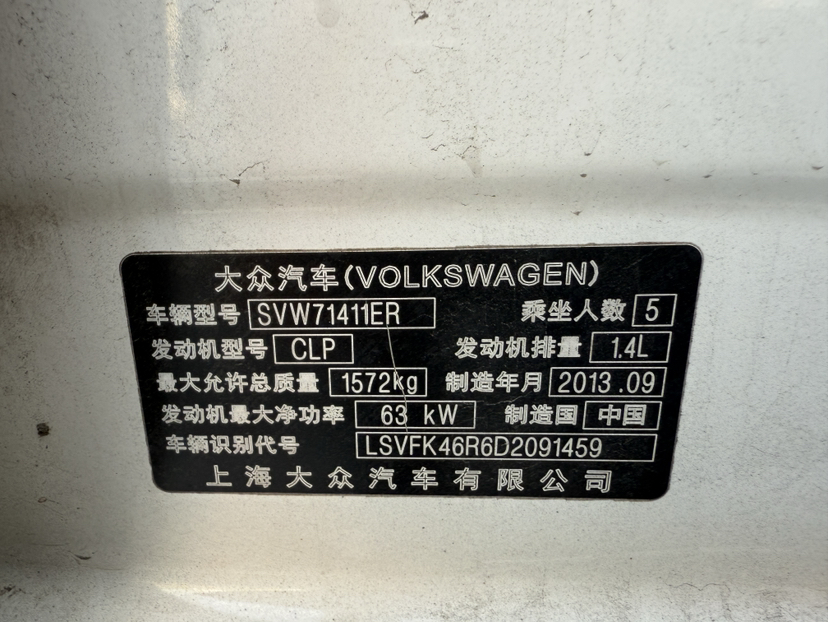 大众汽车(VOLKSWAGEN)
车辆型号 SVW71411ER 乘坐人数 5
发动机型号 CLP 发动机排量 1.4L
最大允许总质量 1572kg 制造年月 2013.09
发动机最大净功率 63 kW 制造国 中国
车辆识别代号 LSVFK46R6D2091459
上海大众汽车有限公司